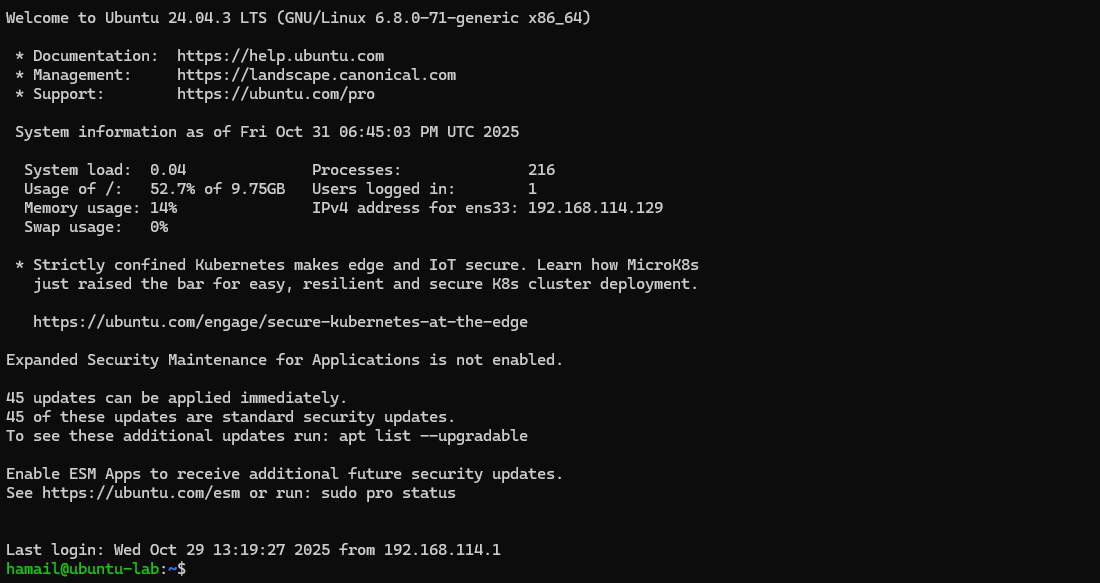 Welcome to Ubuntu 24.04.3 LTS (GNU/Linux 6.8.0-71-generic x86_64)

 * Documentation:  https://help.ubuntu.com
 * Management:     https://landscape.canonical.com
 * Support:        https://ubuntu.com/pro

 System information as of Fri Oct 31 06:45:03 PM UTC 2025

  System load:  0.04              Processes:              216
  Usage of /:   52.7% of 9.75GB   Users logged in:        1
  Memory usage: 14%               IPv4 address for ens33: 192.168.114.129
  Swap usage:   0%

 * Strictly confined Kubernetes makes edge and IoT secure. Learn how MicroK8s
   just raised the bar for easy, resilient and secure K8s cluster deployment.

   https://ubuntu.com/engage/secure-kubernetes-at-the-edge

Expanded Security Maintenance for Applications is not enabled.

45 updates can be applied immediately.
45 of these updates are standard security updates.
To see these additional updates run: apt list --upgradable

Enable ESM Apps to receive additional future security updates.
See https://ubuntu.com/esm or run: sudo pro status


Last login: Wed Oct 29 13:19:27 2025 from 192.168.114.1
hamail@ubuntu-lab:~$